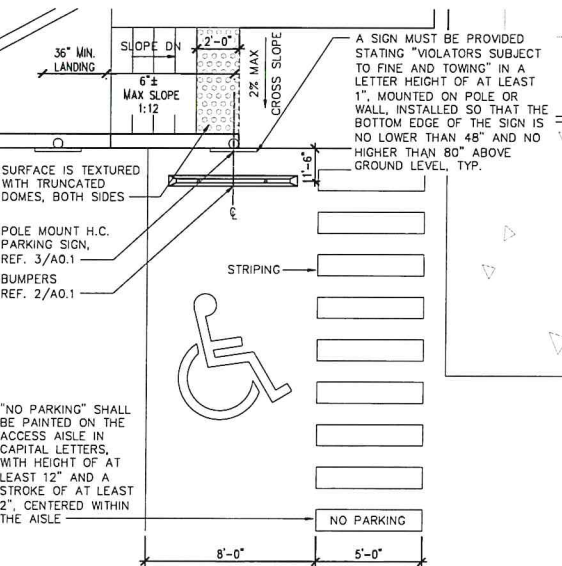 36" MIN.
LANDING
SLOPE DN
2'-0"
6"±
MAX SLOPE
1:12
2% MAX
CROSS SLOPE
A SIGN MUST BE PROVIDED
STATING "VIOLATORS SUBJECT
TO FINE AND TOWING" IN A
LETTER HEIGHT OF AT LEAST
1", MOUNTED ON POLE OR
WALL, INSTALLED SO THAT THE
BOTTOM EDGE OF THE SIGN IS
NO LOWER THAN 48" AND NO
HIGHER THAN 80" ABOVE
GROUND LEVEL, TYP.
1'-6"
SURFACE IS TEXTURED
WITH TRUNCATED
DOMES, BOTH SIDES
POLE MOUNT H.C.
PARKING SIGN,
REF. 3/A0.1
BUMPERS
REF. 2/A0.1
℄
STRIPING
"NO PARKING" SHALL
BE PAINTED ON THE
ACCESS AISLE IN
CAPITAL LETTERS,
WITH HEIGHT OF AT
LEAST 12" AND A
STROKE OF AT LEAST
2", CENTERED WITHIN
THE AISLE
NO PARKING
8'-0"
5'-0"